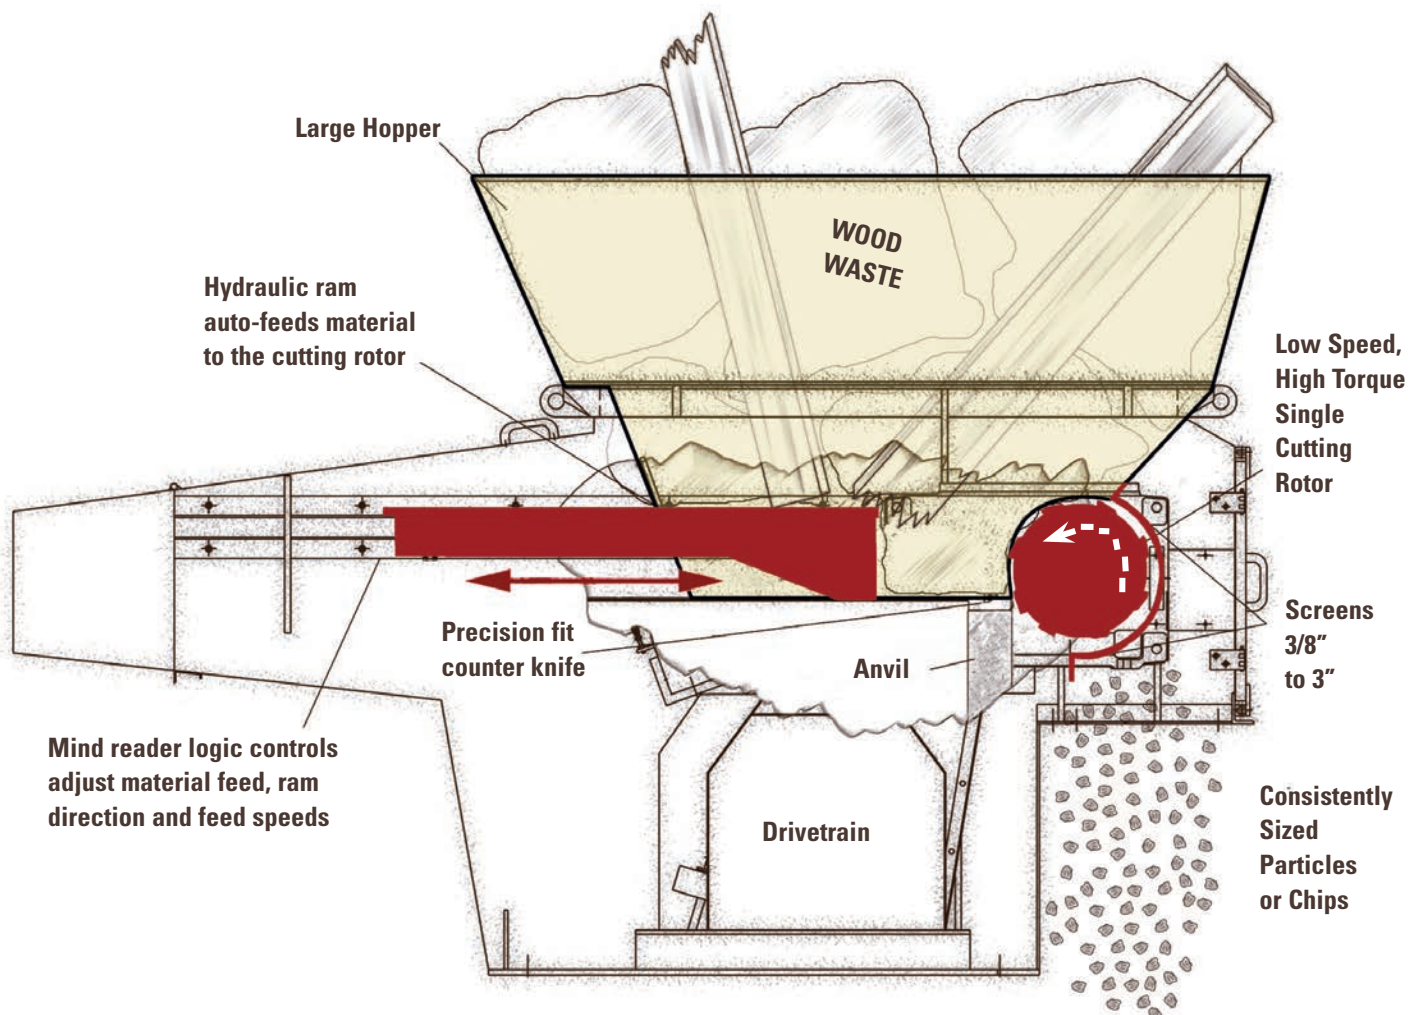 Large Hopper
WOOD
WASTE
Hydraulic ram
auto-feeds material
to the cutting rotor
Low Speed,
High Torque
Single
Cutting
Rotor
Precision fit
counter knife
Anvil
Screens
3/8”
to 3”
Mind reader logic controls
adjust material feed, ram
direction and feed speeds
Drivetrain
Consistently
Sized
Particles
or Chips